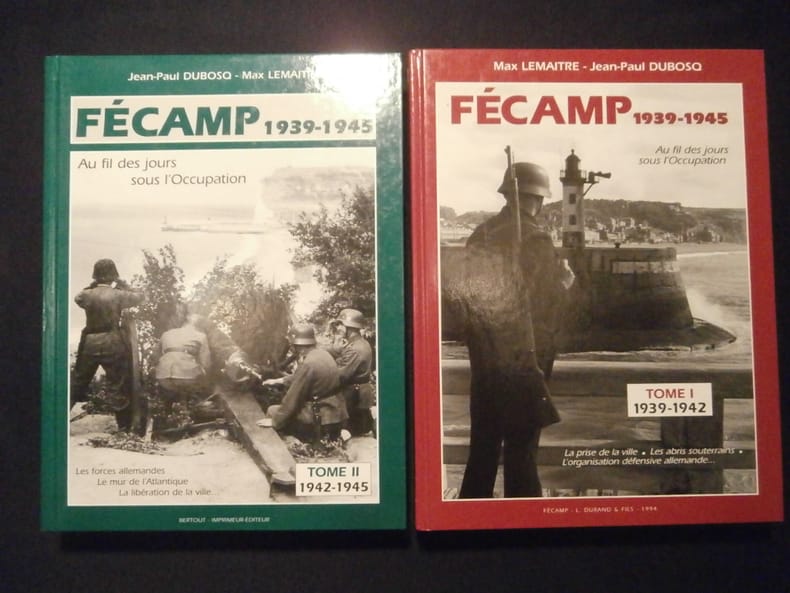 Jean-Paul DUBOSQ - Max LEMAIT
FÉCAMP 1939-1945
Au fil des jours
sous l'Occupation
Les forces allemandes
Le mur de l'Atlantique
La libération de la ville...
TOME II
1942-1945
BERTOUT - IMPRIMEUR-ÉDITEUR
Max LEMAITRE - Jean-Paul DUBOSQ
FÉCAMP 1939-1945
Au fil des jours
sous l'Occupation
TOME I
1939-1942
La prise de la ville • Les abris souterrains •
L'organisation défensive allemande...
FÉCAMP - L. DURAND & FILS - 1994